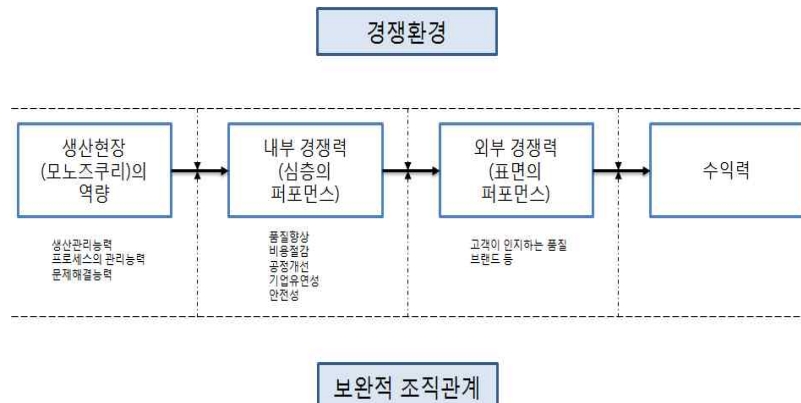 경쟁환경
생산현장
(모노즈쿠리)의
역량
내부 경쟁력
(심층의
퍼포먼스)
외부 경쟁력
(표면의
퍼포먼스)
수익력
생산관리능력
프로세스의 관리능력
문제해결능력
품질향상
비용절감
공정개선
기업유연성
안전성
고객이 인지하는 품질
브랜드 등
보완적 조직관계